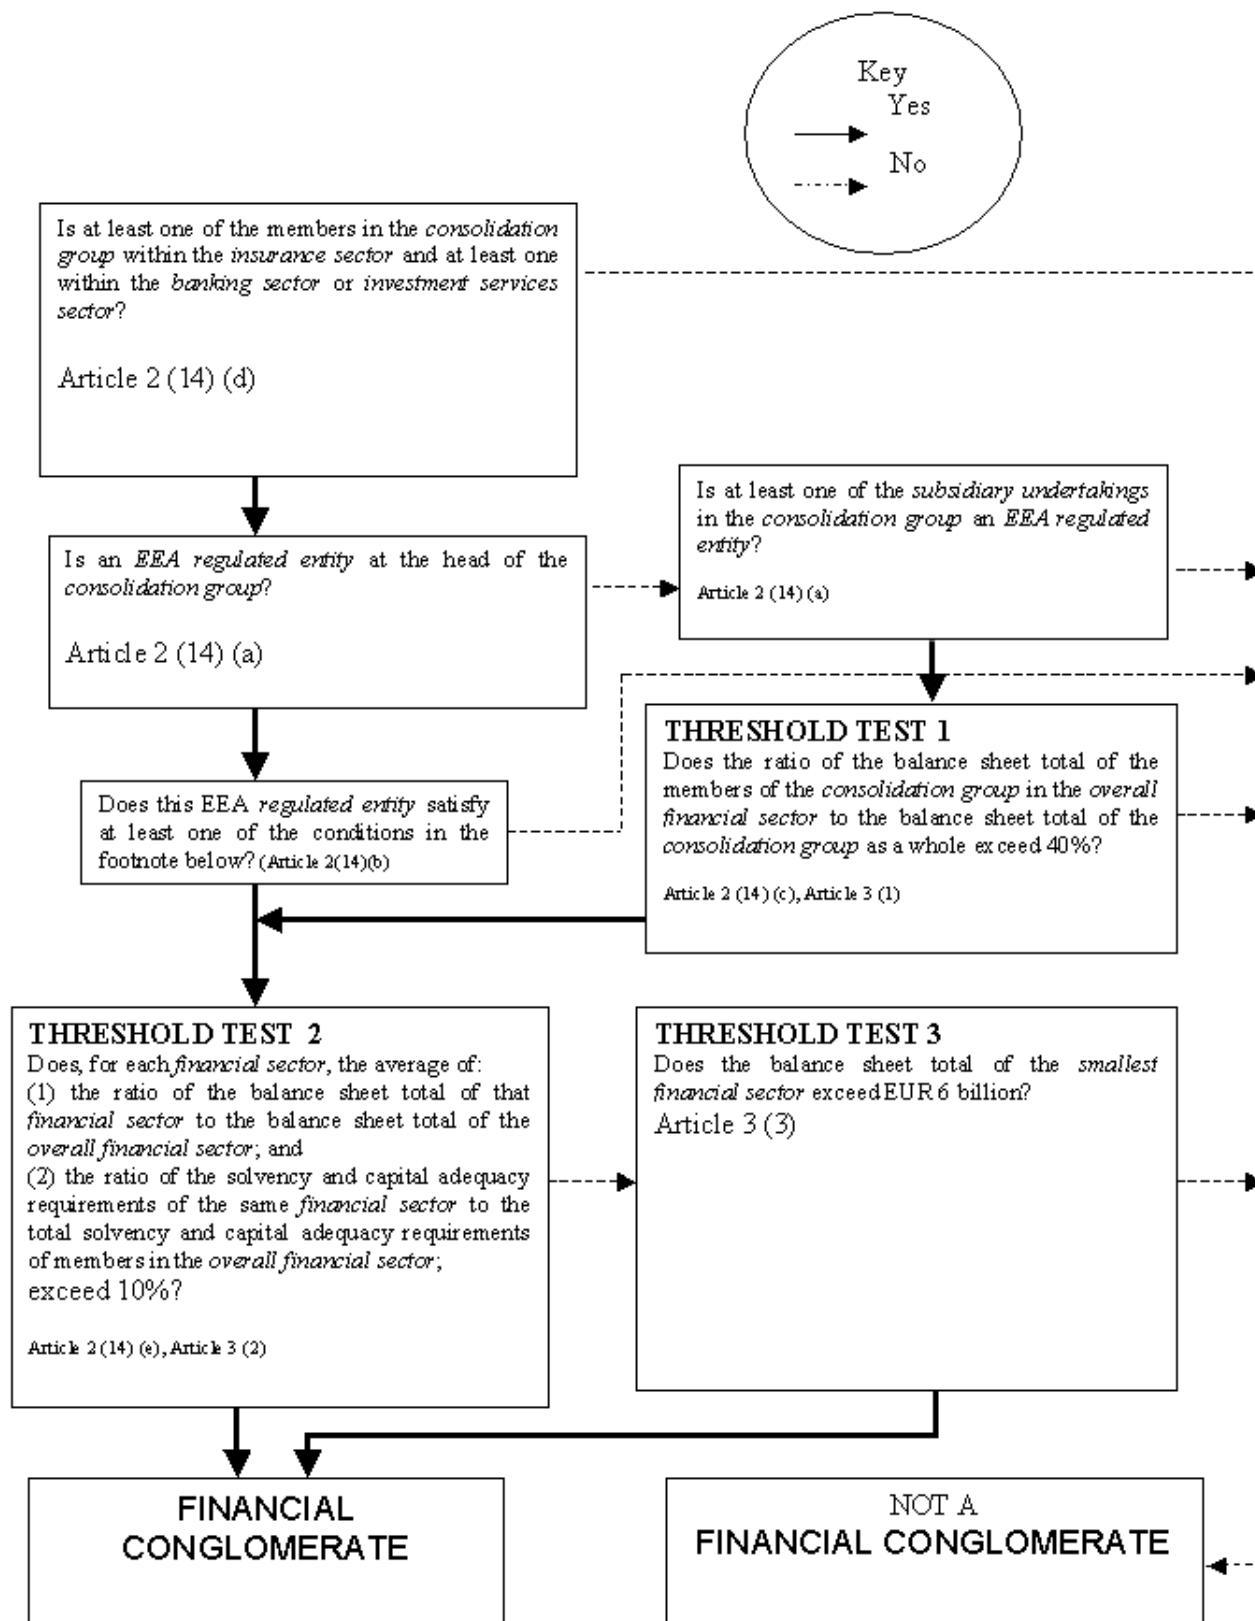 Key
Yes
No
Is at least one of the members in the consolidation
group within the insurance sector and at least one
within the banking sector or investment services
sector?
Article 2 (14) (d)
Is at least one of the subsidiary undertakings
in the consolidation group an EEA regulated
entity?
Article 2 (14) (a)
Is an EEA regulated entity at the head of the
consolidation group?
Article 2 (14) (a)
THRESHOLD TEST 1
Does the ratio of the balance sheet total of the
members of the consolidation group in the overall
financial sector to the balance sheet total of the
consolidation group as a whole exceed 40%?
Article 2 (14) (c), Article 3 (1)
Does this EEA regulated entity satisfy
at least one of the conditions in the
footnote below? (Article 2(14)(b)
THRESHOLD TEST 2
Does, for each financial sector, the average of:
(1) the ratio of the balance sheet total of that
financial sector to the balance sheet total of the
overall financial sector; and
(2) the ratio of the solvency and capital adequacy
requirements of the same financial sector to the
total solvency and capital adequacy requirements
of members in the overall financial sector;
exceed 10%?
Article 2 (14) (e), Article 3 (2)
THRESHOLD TEST 3
Does the balance sheet total of the smallest
financial sector exceed EUR 6 billion?
Article 3 (3)
FINANCIAL
CONGLOMERATE
NOT A
FINANCIAL CONGLOMERATE